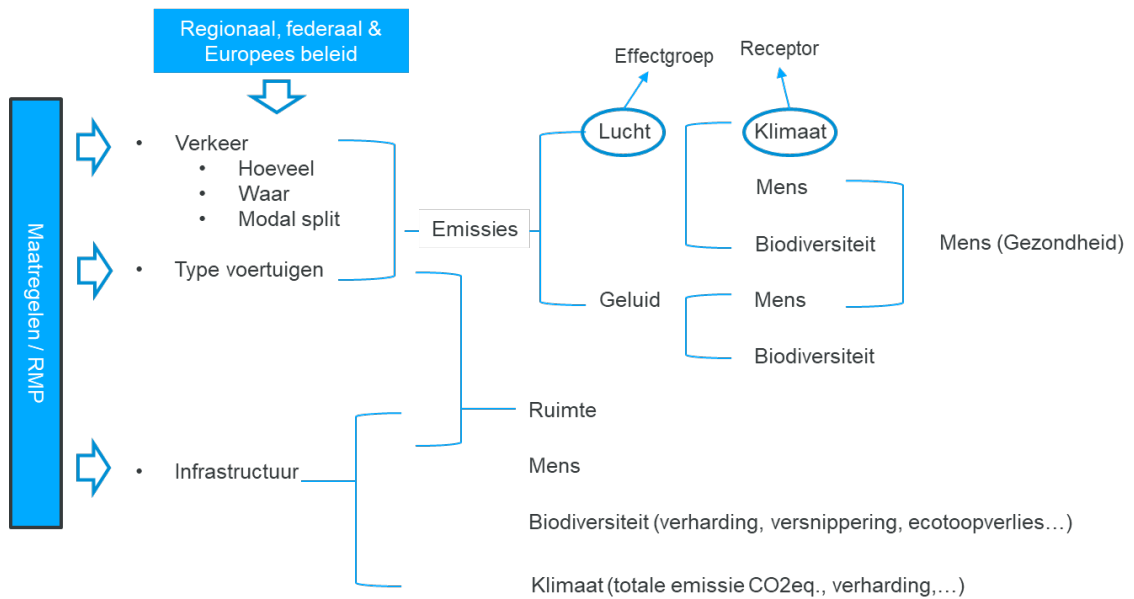 Regionaal, federaal &
Europees beleid
Effectgroep
Receptor
Maatregelen / RMP
• Verkeer
• Hoeveel
• Waar
• Modal split
• Type voertuigen
• Infrastructuur
Emissies
Lucht
Klimaat
Mens
Biodiversiteit
Geluid
Mens
Biodiversiteit
Mens (Gezondheid)
Ruimte
Mens
Biodiversiteit (verharding, versnippering, ecotoopverlies…)
Klimaat (totale emissie CO2eq., verharding,…)